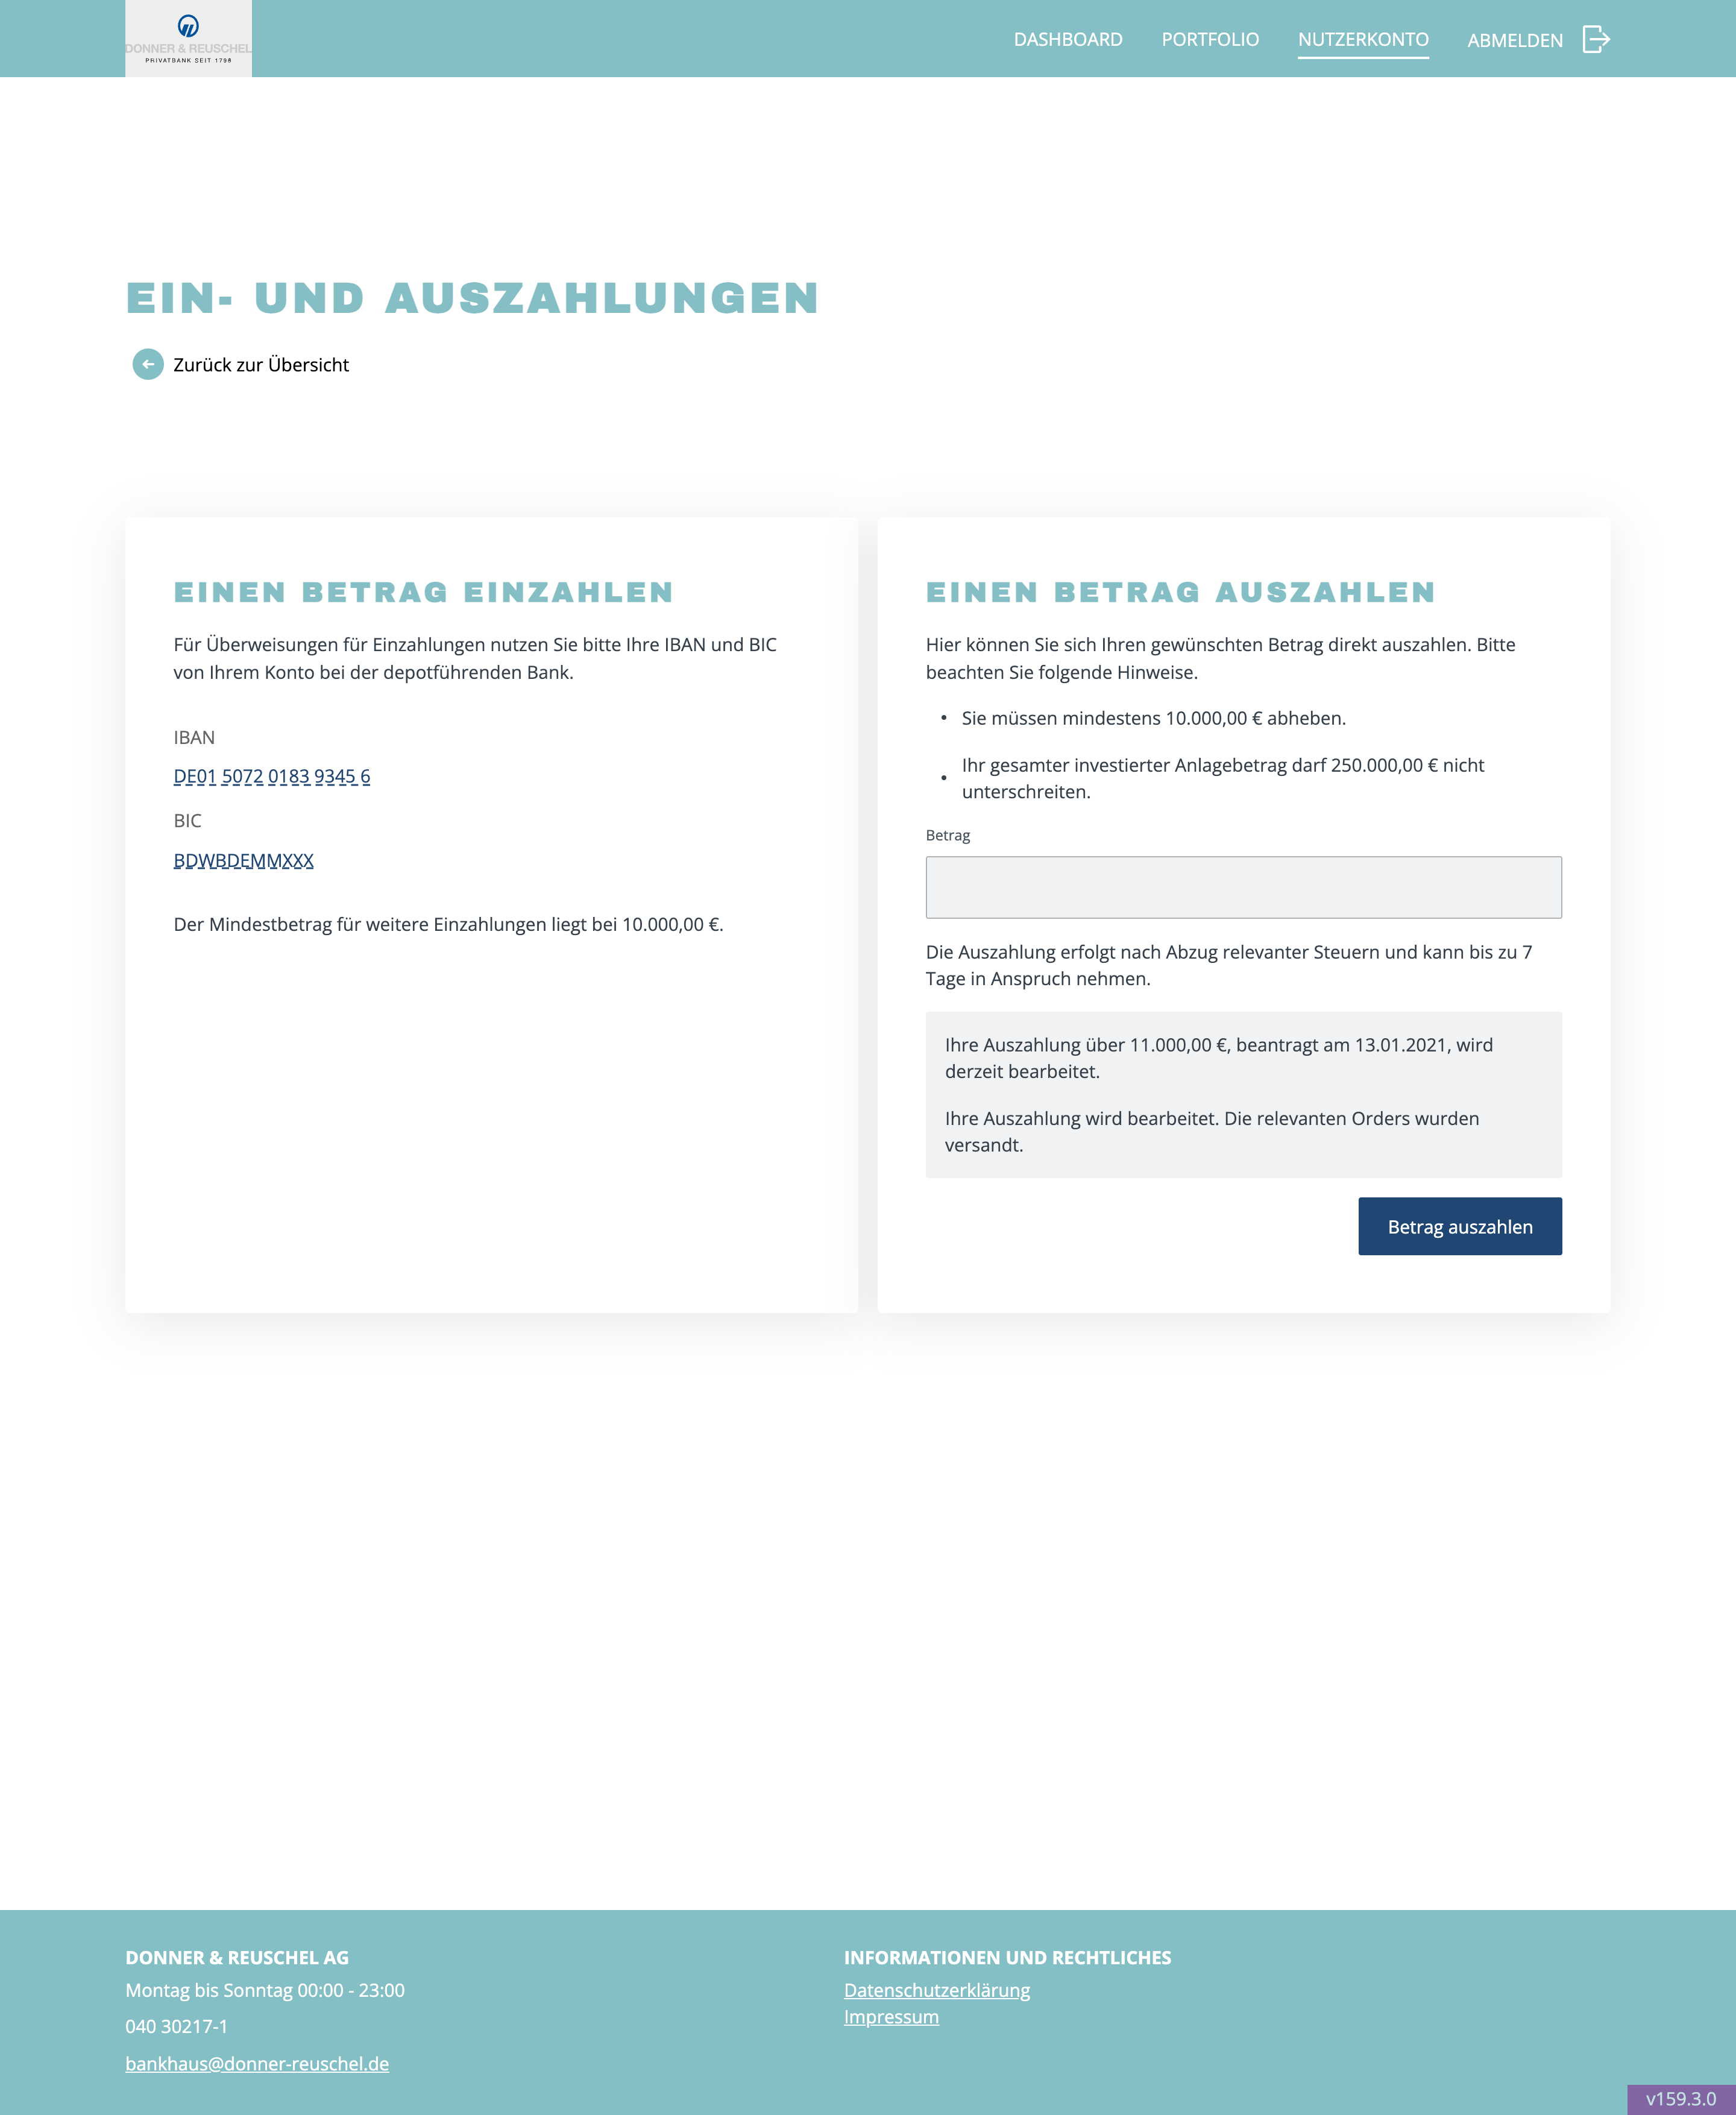 DONNER & REUSCHEL
PRIVATBANK SEIT 1798
DASHBOARD
PORTFOLIO
NUTZERKONTO
ABMELDEN
EIN- UND AUSZAHLUNGEN
Zurück zur Übersicht
EINEN BETRAG EINZAHLEN
Für Überweisungen für Einzahlungen nutzen Sie bitte Ihre IBAN und BIC
von Ihrem Konto bei der depotführenden Bank.
IBAN
DE01 5072 0183 9345 6
BIC
BDWBDEMMXXX
Der Mindestbetrag für weitere Einzahlungen liegt bei 10.000,00 €.
EINEN BETRAG AUSZAHLEN
Hier können Sie sich Ihren gewünschten Betrag direkt auszahlen. Bitte
beachten Sie folgende Hinweise.
• Sie müssen mindestens 10.000,00 € abheben.
• Ihr gesamter investierter Anlagebetrag darf 250.000,00 € nicht
unterschreiten.
Betrag
Die Auszahlung erfolgt nach Abzug relevanter Steuern und kann bis zu 7
Tage in Anspruch nehmen.
Ihre Auszahlung über 11.000,00 €, beantragt am 13.01.2021, wird
derzeit bearbeitet.
Ihre Auszahlung wird bearbeitet. Die relevanten Orders wurden
versandt.
Betrag auszahlen
DONNER & REUSCHEL AG
Montag bis Sonntag 00:00 - 23:00
040 30217-1
bankhaus@donner-reuschel.de
INFORMATIONEN UND RECHTLICHES
Datenschutzerklärung
Impressum
v159.3.0